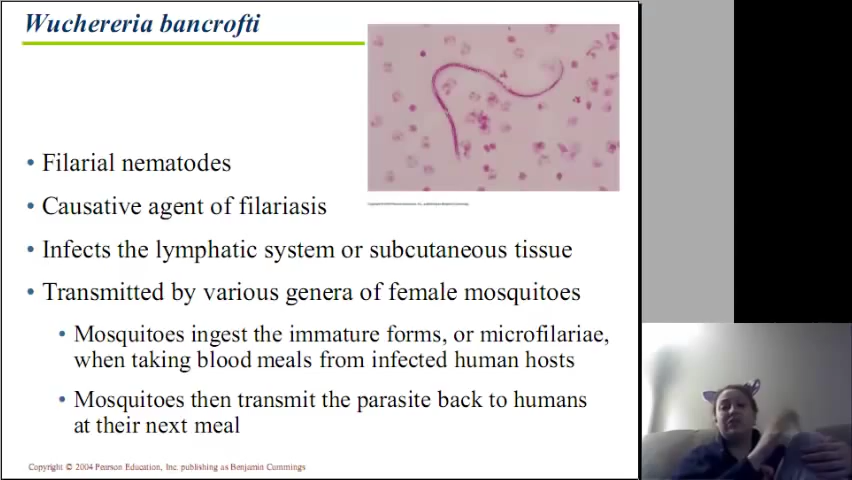 Wuchereria bancrofti
• Filarial nematodes
• Causative agent of filariasis
• Infects the lymphatic system or subcutaneous tissue
• Transmitted by various genera of female mosquitoes
• Mosquitoes ingest the immature forms, or microfilariae,
when taking blood meals from infected human hosts
• Mosquitoes then transmit the parasite back to humans
at their next meal
Copyright © 2004 Pearson Education, Inc. publishing as Benjamin Cummings